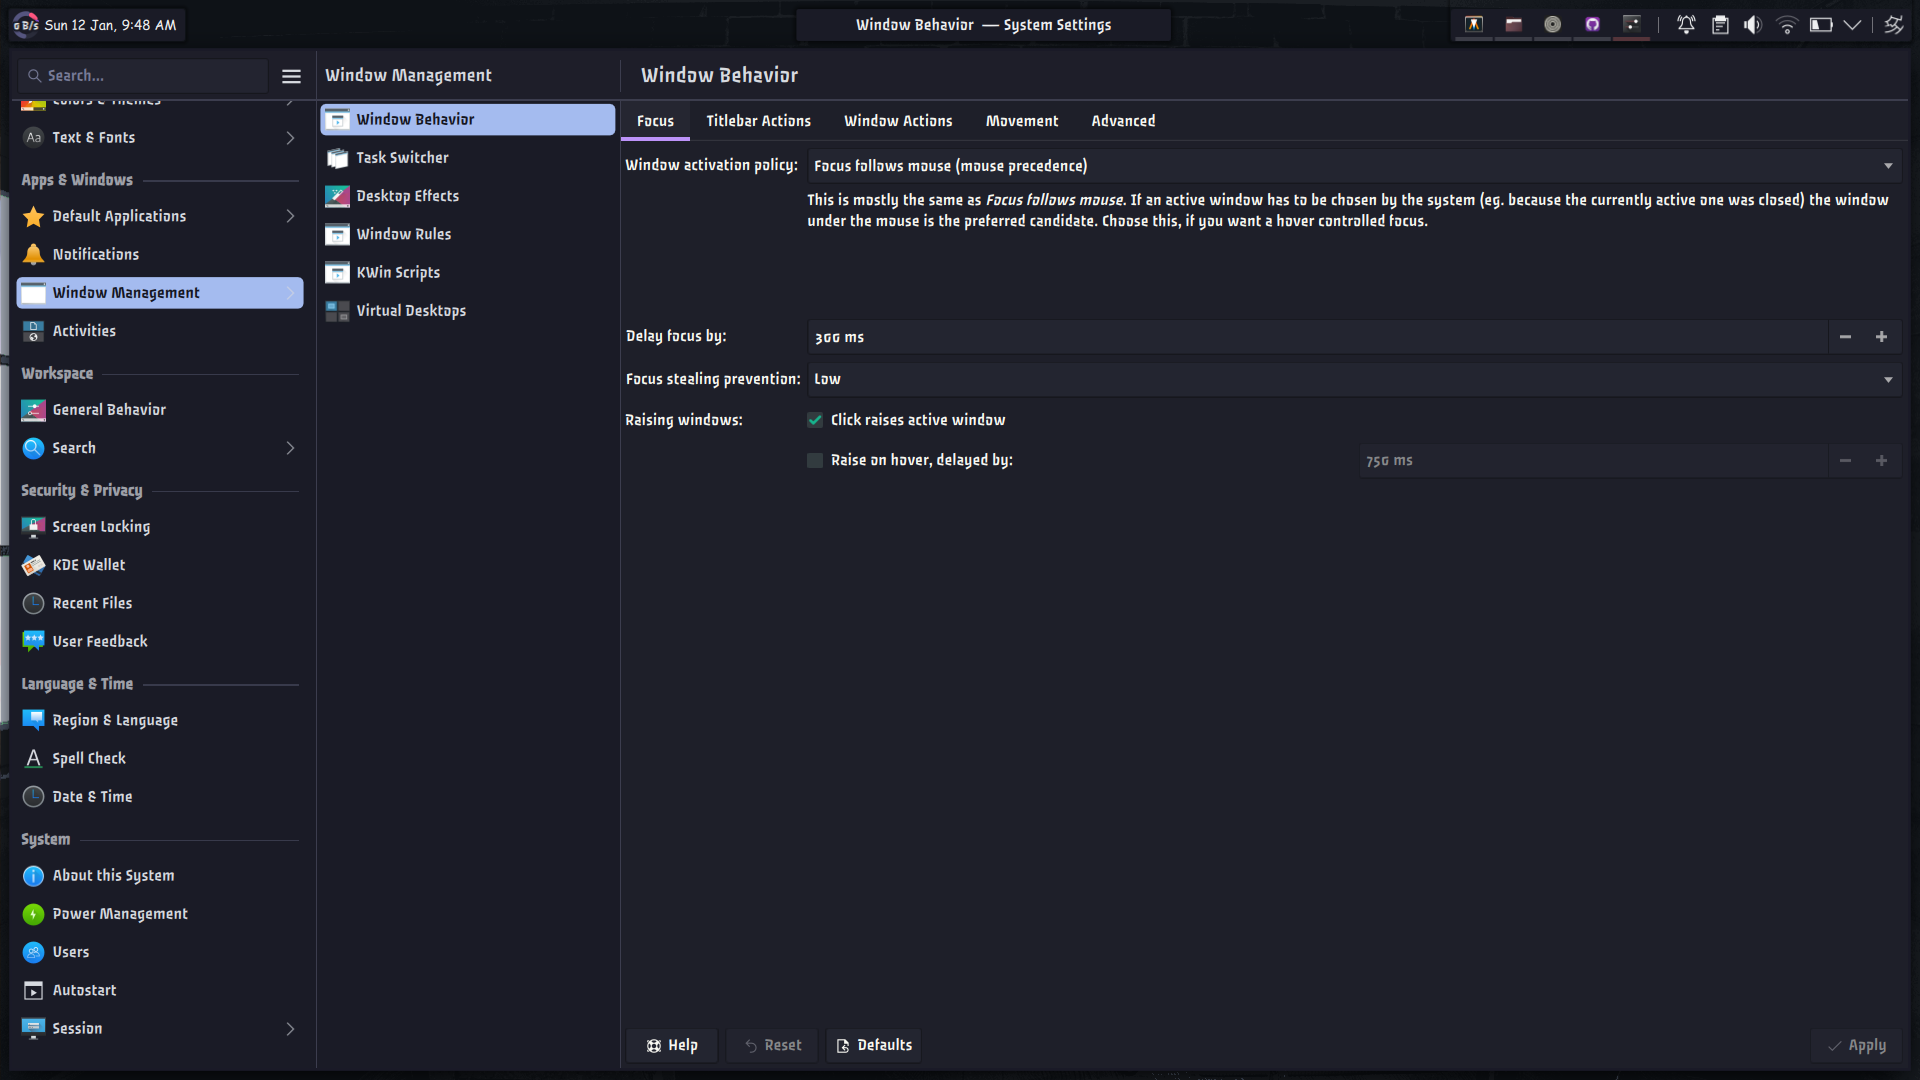 Sun 12 Jan, 9:48 AM
Window Behavior — System Settings
Search...
Window Management
Window Behavior
Colors & Themes
Text & Fonts
Apps & Windows
Default Applications
Notifications
Window Management
Activities
Workspace
General Behavior
Search
Security & Privacy
Screen Locking
KDE Wallet
Recent Files
User Feedback
Language & Time
Region & Language
Spell Check
Date & Time
System
About this System
Power Management
Users
Autostart
Session
Window Behavior
Task Switcher
Desktop Effects
Window Rules
KWin Scripts
Virtual Desktops
Focus
Titlebar Actions
Window Actions
Movement
Advanced
Window activation policy: Focus follows mouse (mouse precedence)
This is mostly the same as Focus follows mouse. If an active window has to be chosen by the system (eg. because the currently active one was closed) the window
under the mouse is the preferred candidate. Choose this, if you want a hover controlled focus.
Delay focus by: 300 ms
Focus stealing prevention: Low
Raising windows: Click raises active window
Raise on hover, delayed by: 750 ms
Help
Reset
Defaults
Apply